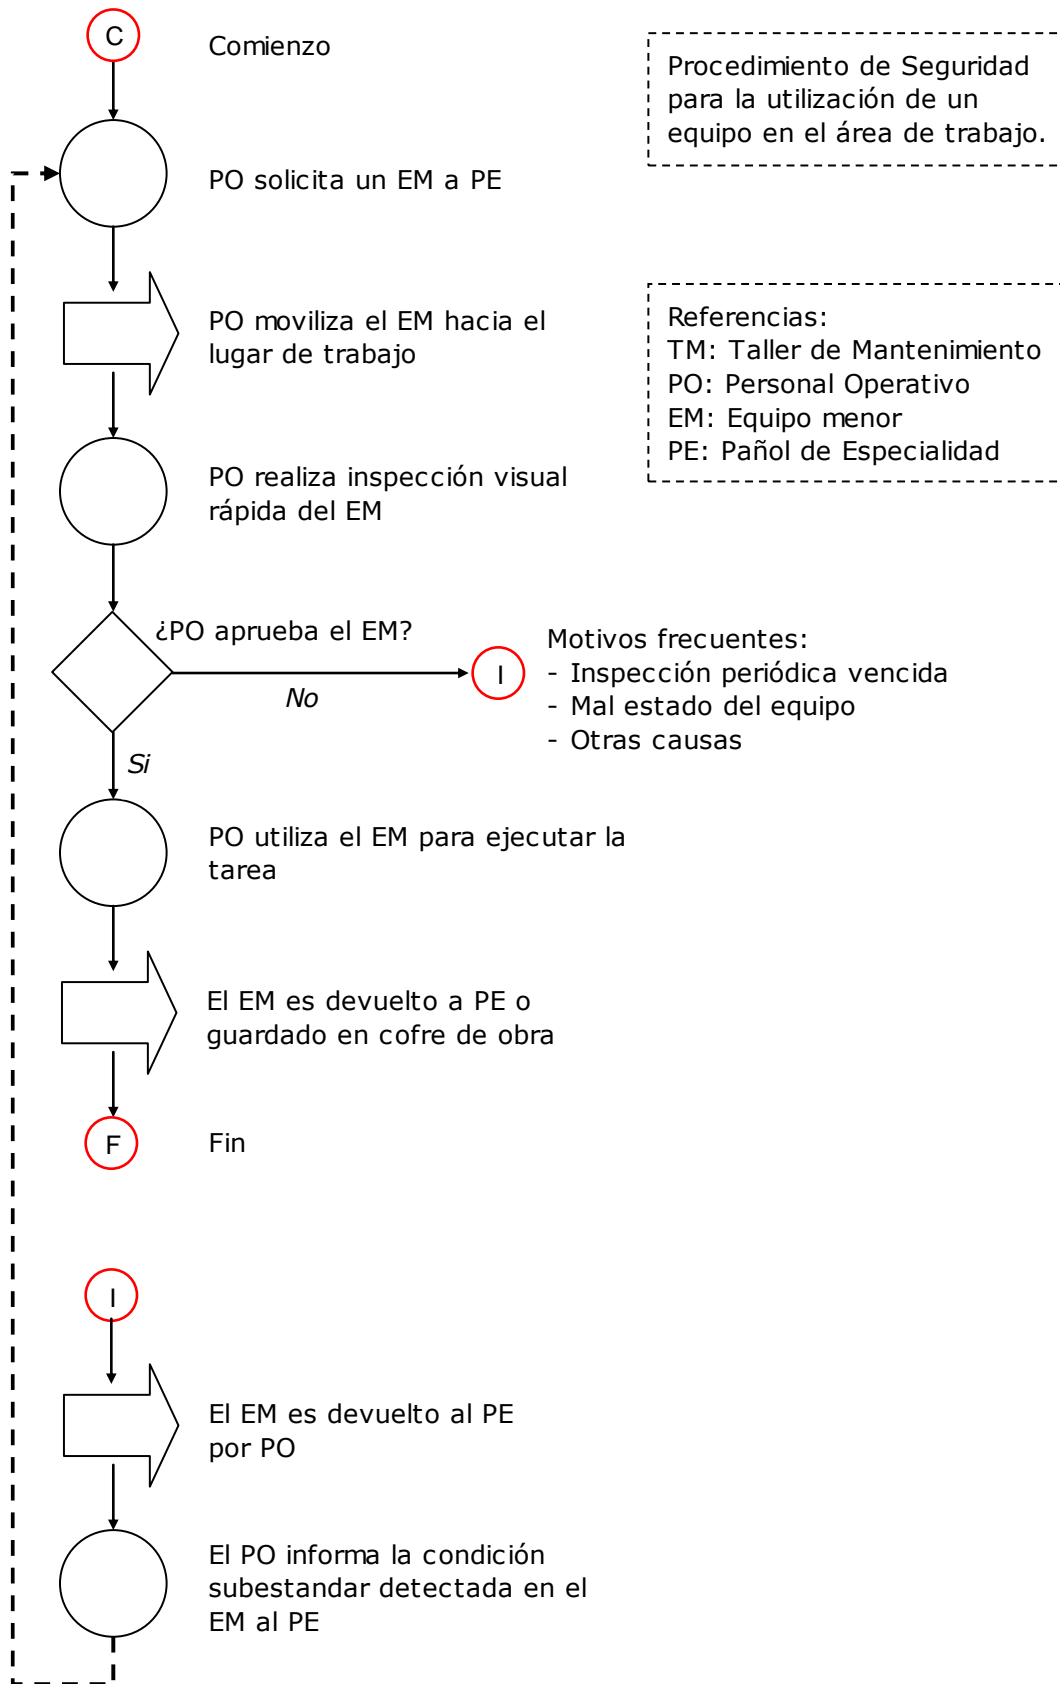 C
Comienzo
Procedimiento de Seguridad
para la utilización de un
equipo en el área de trabajo.
PO solicita un EM a PE
PO moviliza el EM hacia el
lugar de trabajo
Referencias:
TM: Taller de Mantenimiento
PO: Personal Operativo
EM: Equipo menor
PE: Pañol de Especialidad
PO realiza inspección visual
rápida del EM
¿PO aprueba el EM?
No
I
Motivos frecuentes:
- Inspección periódica vencida
- Mal estado del equipo
- Otras causas
Si
PO utiliza el EM para ejecutar la
tarea
El EM es devuelto a PE o
guardado en cofre de obra
F
Fin
I
El EM es devuelto al PE
por PO
El PO informa la condición
subestandar detectada en el
EM al PE